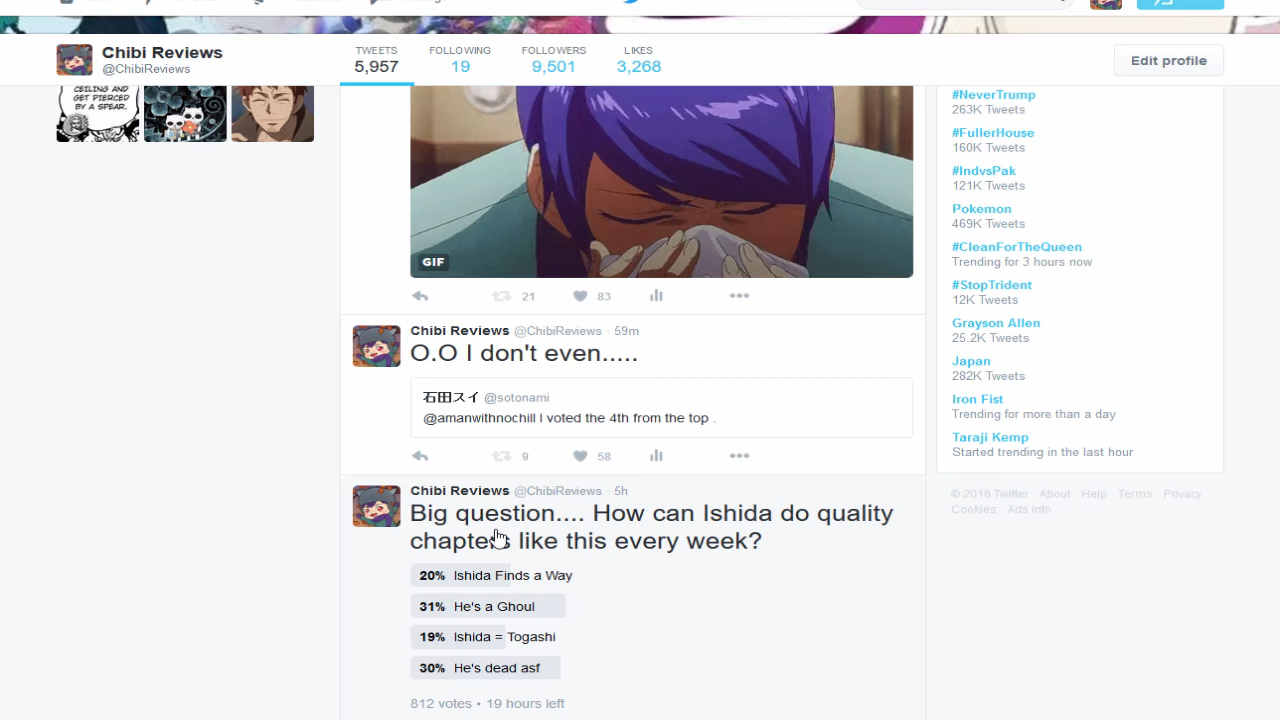 Chibi Reviews
@ChibiReviews
TWEETS
5,957
FOLLOWING
19
FOLLOWERS
9,501
LIKES
3,268
Edit profile
CEILING AND
GET PIERCED
BY A SPEAR.
GIF
21
83
Chibi Reviews @ChibiReviews · 59m
O.O I don't even.....
石田スイ @sotonami
@amanwithnochill I voted the 4th from the top .
9
58
Chibi Reviews @ChibiReviews · 5h
Big question.... How can Ishida do quality
chapters like this every week?
20% Ishida Finds a Way
31% He's a Ghoul
19% Ishida = Togashi
30% He's dead asf
812 votes • 19 hours left
#NeverTrump
263K Tweets
#FullerHouse
160K Tweets
#IndvsPak
121K Tweets
Pokemon
469K Tweets
#CleanForTheQueen
Trending for 3 hours now
#StopTrident
12K Tweets
Grayson Allen
25.2K Tweets
Japan
282K Tweets
Iron Fist
Trending for more than a day
Taraji Kemp
Started trending in the last hour
© 2016 Twitter About Help Terms Privacy
Cookies Ads info